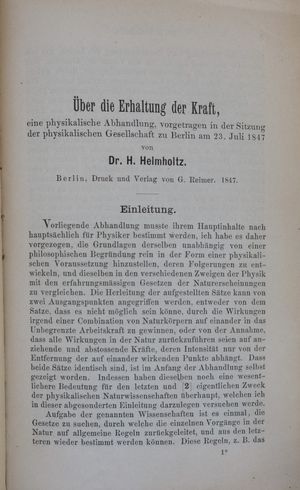 Über die Erhaltung der Kraft,
eine physikalische Abhandlung, vorgetragen in der Sitzung
der physikalischen Gesellschaft zu Berlin am 23. Juli 1847
von
Dr. H. Helmholtz.
Berlin, Druck und Verlag von G. Reimer. 1847.
Einleitung.
Vorliegende Abhandlung musste ihrem Hauptinhalte nach
hauptsächlich für Physiker bestimmt werden, ich habe es daher
vorgezogen, die Grundlagen derselben unabhängig von einer
philosophischen Begründung rein in der Form einer physikali-
schen Voraussetzung hinzustellen, deren Folgerungen zu ent-
wickeln, und dieselben in den verschiedenen Zweigen der Physik
mit den erfahrungsmässigen Gesetzen der Naturerscheinungen
zu vergleichen. Die Herleitung der aufgestellten Sätze kann von
zwei Ausgangspunkten angegriffen werden, entweder von dem
Satze, dass es nicht möglich sein könne, durch die Wirkungen
irgend einer Combination von Naturkörpern auf einander in das
Unbegrenzte Arbeitskraft zu gewinnen, oder von der Annahme,
dass alle Wirkungen in der Natur zurückzuführen seien auf an-
ziehende und abstossende Kräfte, deren Intensität nur von der
Entfernung der auf einander wirkenden Punkte abhängt. Dass
beide Sätze identisch sind, ist im Anfang der Abhandlung selbst
gezeigt worden. Indessen haben dieselben noch eine wesent-
lichere Bedeutung für den letzten und [2] eigentlichen Zweck
der physikalischen Naturwissenschaften überhaupt, welchen ich
in dieser abgesonderten Einleitung darzulegen versuchen werde.
Aufgabe der genannten Wissenschaften ist es einmal, die
Gesetze zu suchen, durch welche die einzelnen Vorgänge in der
Natur auf allgemeine Regeln zurückgeleitet, und aus den letz-
teren wieder bestimmt werden können. Diese Regeln, z. B. das
1*